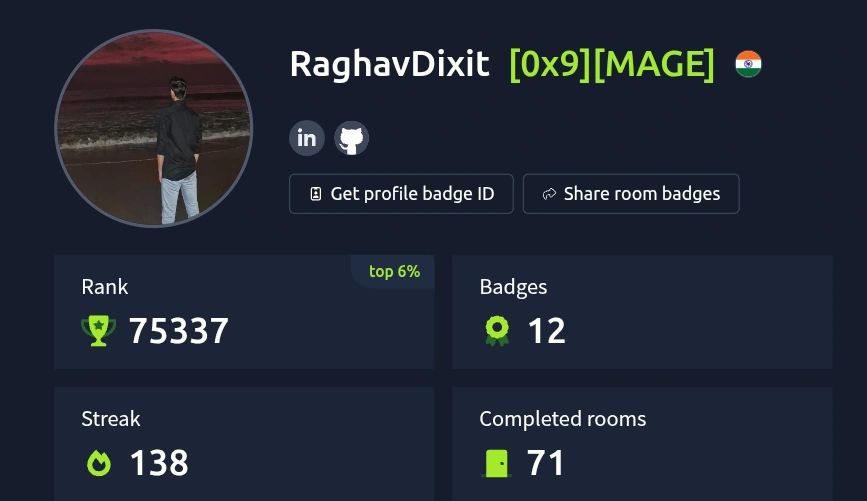 RaghavDixit [0x9][MAGE]
in
Get profile badge ID
Share room badges
Rank
top 6%
75337
Badges
12
Streak
138
Completed rooms
71